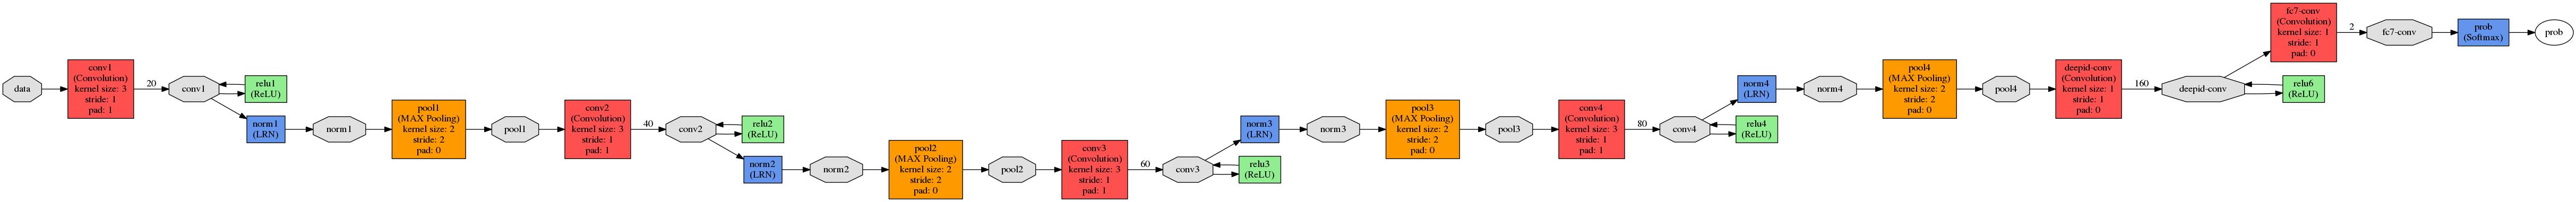 data
conv1
(Convolution)
kernel size: 3
stride: 1
pad: 1
20
conv1
relu1
(ReLU)
norm1
(LRN)
norm1
pool1
(MAX Pooling)
kernel size: 2
stride: 2
pad: 0
pool1
conv2
(Convolution)
kernel size: 3
stride: 1
pad: 1
40
conv2
relu2
(ReLU)
norm2
(LRN)
norm2
pool2
(MAX Pooling)
kernel size: 2
stride: 2
pad: 0
pool2
conv3
(Convolution)
kernel size: 3
stride: 1
pad: 1
60
conv3
norm3
(LRN)
relu3
(ReLU)
norm3
pool3
(MAX Pooling)
kernel size: 2
stride: 2
pad: 0
pool3
conv4
(Convolution)
kernel size: 3
stride: 1
pad: 1
80
conv4
norm4
(LRN)
relu4
(ReLU)
norm4
pool4
(MAX Pooling)
kernel size: 2
stride: 2
pad: 0
pool4
deepid-conv
(Convolution)
kernel size: 1
stride: 1
pad: 0
160
deepid-conv
relu6
(ReLU)
fc7-conv
(Convolution)
kernel size: 1
stride: 1
pad: 0
2
fc7-conv
prob
(Softmax)
prob